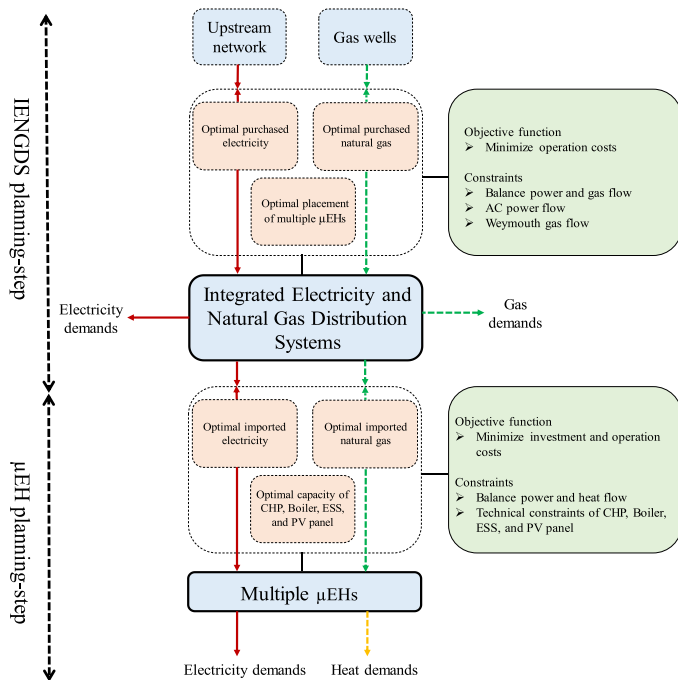 Upstream
network
Gas wells
IENGDS planning-step
Optimal purchased
electricity
Optimal purchased
natural gas
Optimal placement
of multiple µEHs
Objective function
➢ Minimize operation costs
Constraints
➢ Balance power and gas flow
➢ AC power flow
➢ Weymouth gas flow
Electricity
demands
Integrated Electricity and
Natural Gas Distribution
Systems
Gas
demands
µEH planning-step
Optimal imported
electricity
Optimal imported
natural gas
Optimal capacity of
CHP, Boiler, ESS,
and PV panel
Objective function
➢ Minimize investment and operation
costs
Constraints
➢ Balance power and heat flow
➢ Technical constraints of CHP, Boiler,
ESS, and PV panel
Multiple µEHs
Electricity demands
Heat demands